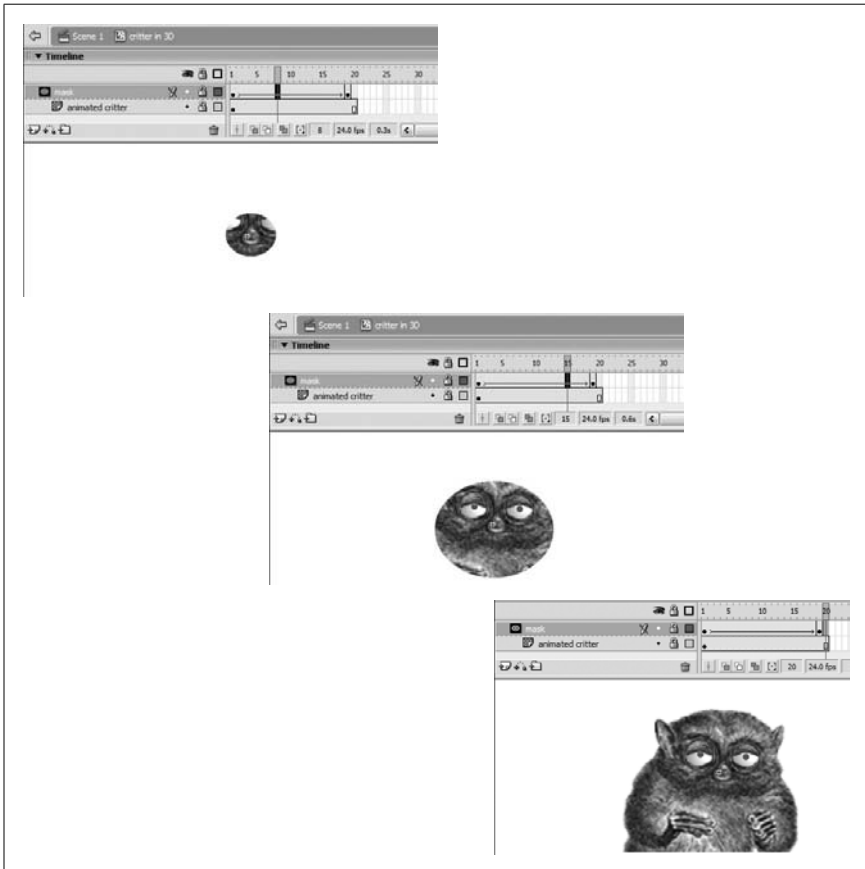 Scene 1 critter in 3D
Timeline
1 5 10 15 20 25 30
mask
animated critter
8 24.0 fps 0.3s
Scene 1 critter in 3D
Timeline
1 5 10 15 20 25 30
mask
animated critter
15 24.0 fps 0.6s
1 5 10 15 20
mask
animated critter
20 24.0 fps